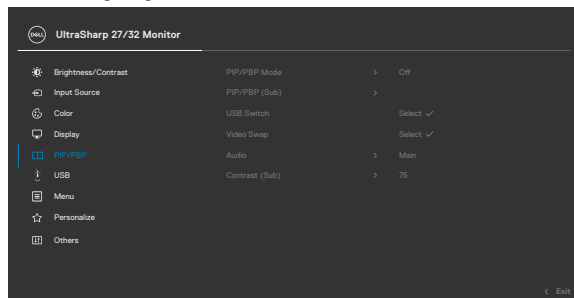 DELL UltraSharp 27/32 Monitor
Brightness/Contrast PIP/PBP Mode > Off
Input Source PIP/PBP (Sub) >
Color USB Switch Select ✓
Display Video Swap Select ✓
PIP/PBP Audio > Main
USB Contrast (Sub) > 75
Menu
Personalize
Others
< Exit